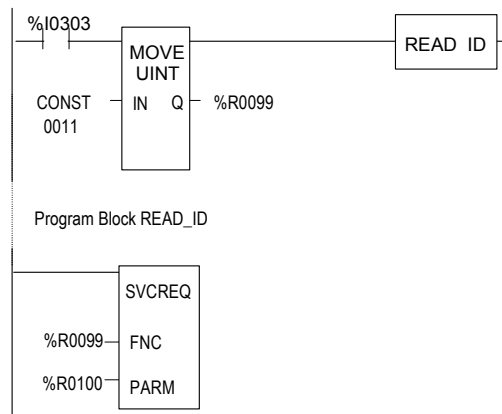 %I0303
MOVE
UINT
READ ID
CONST
0011
IN Q
%R0099
Program Block READ_ID
SVCREQ
%R0099
FNC
%R0100
PARM